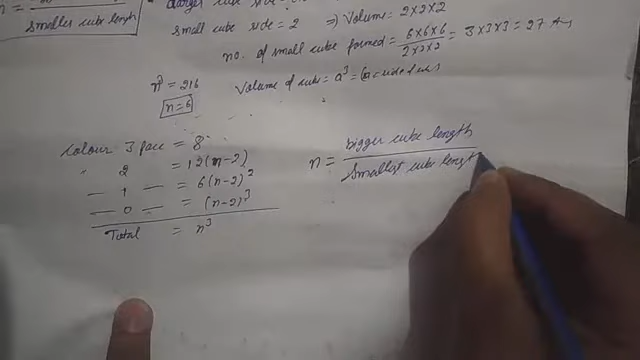 n =
Smaller cube length
Small cube side = 2 ⇒ Volume = 2×2×2
no. of small cube formed = 6×6×6 / 2×2×2 = 3×3×3 = 27 Ans
n³ = 216
n = 6
Volume of cube = a³ = (a = side of cube)
Colour 3 face = 8
" 2 = 12(n-2)
— 1 — = 6(n-2)²
— 0 — = (n-2)³
Total = n³
n = bigger cube length / Smallest cube length